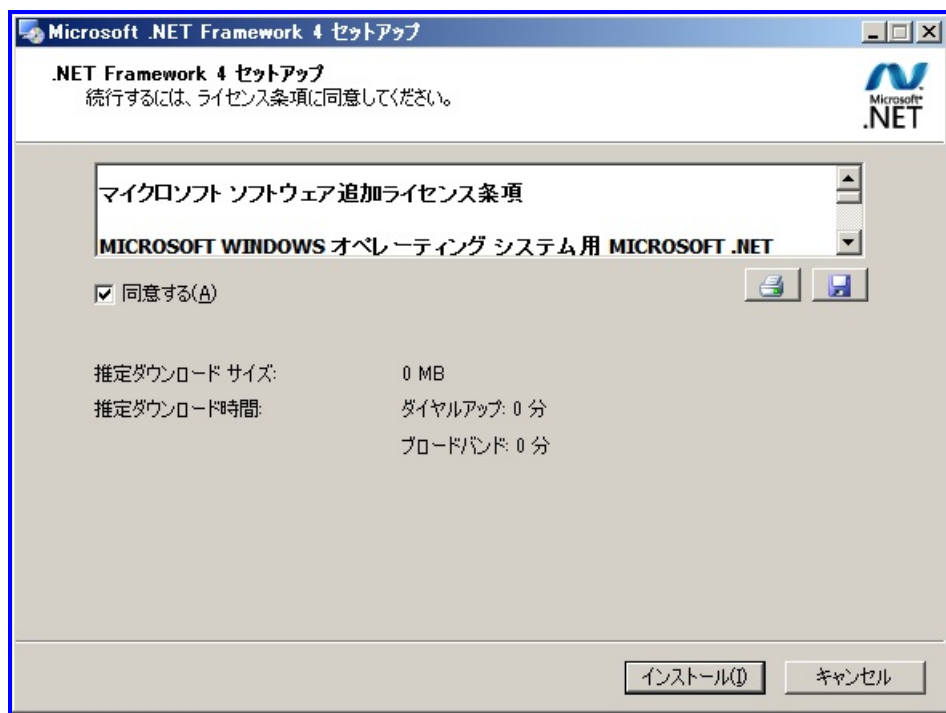 Microsoft .NET Framework 4 セットアップ
.NET Framework 4 セットアップ
続行するには、ライセンス条項に同意してください。
Microsoft
.NET
マイクロソフト ソフトウェア追加ライセンス条項
MICROSOFT WINDOWS オペレーティング システム用 MICROSOFT .NET
同意する(A)
推定ダウンロード サイズ: 0 MB
推定ダウンロード時間: ダイヤルアップ: 0 分
ブロードバンド: 0 分
インストール(I) キャンセル